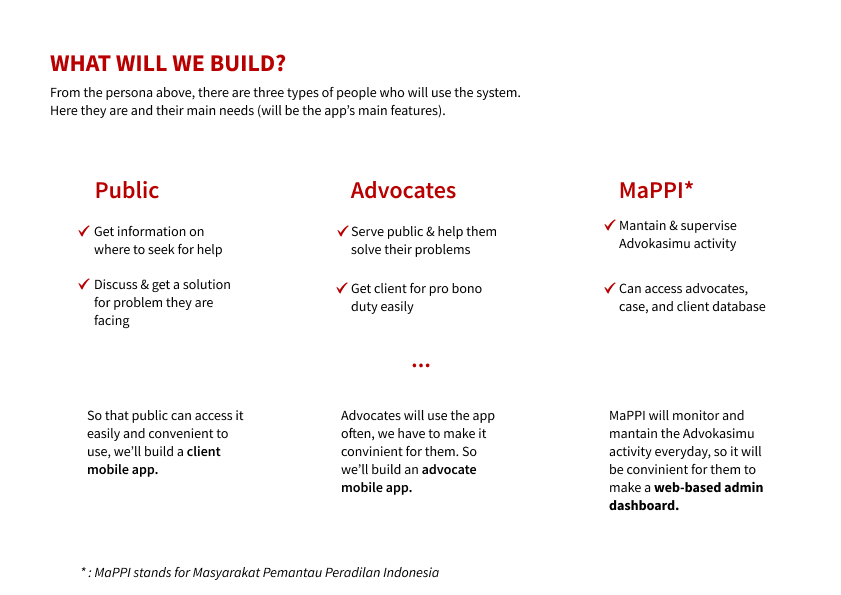 WHAT WILL WE BUILD?
From the persona above, there are three types of people who will use the system.
Here they are and their main needs (will be the app's main features).
Public
Get information on
where to seek for help
Discuss & get a solution
for problem they are
facing
Advocates
Serve public & help them
solve their problems
Get client for pro bono
duty easily
MaPPI*
Mantain & supervise
Advokasimu activity
Can access advocates,
case, and client database
...
So that public can access it
easily and convenient to
use, we'll build a client
mobile app.
Advocates will use the app
often, we have to make it
convinient for them. So
we'll build an advocate
mobile app.
MaPPI will monitor and
mantain the Advokasimu
activity everyday, so it will
be convinient for them to
make a web-based admin
dashboard.
* : MaPPI stands for Masyarakat Pemantau Peradilan Indonesia